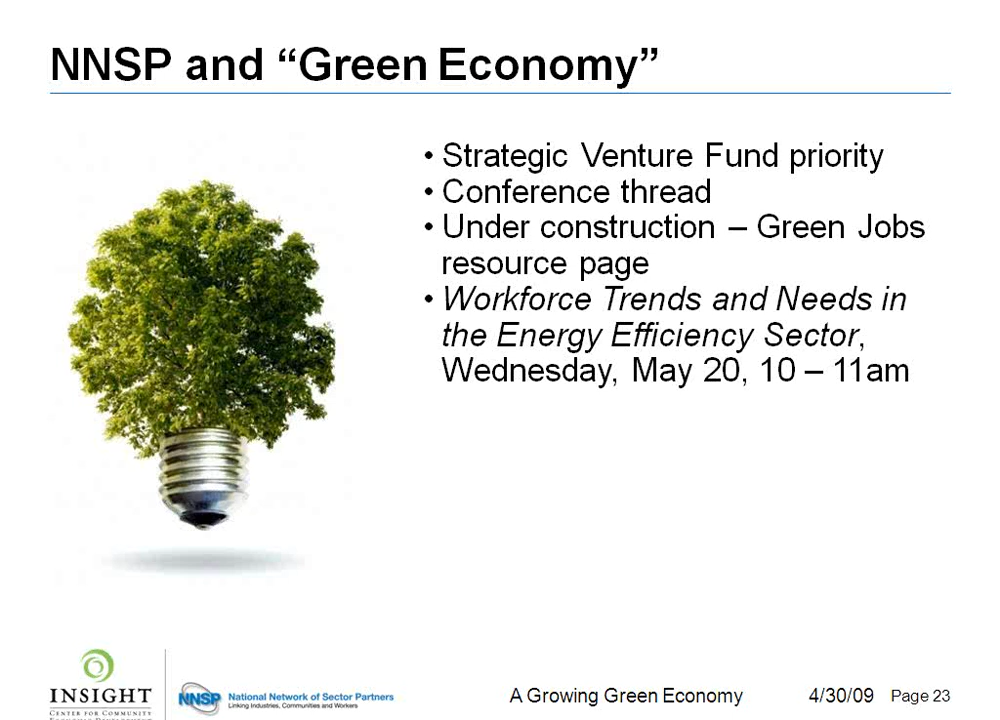 NNSP and “Green Economy”
• Strategic Venture Fund priority
• Conference thread
• Under construction – Green Jobs
resource page
• Workforce Trends and Needs in
the Energy Efficiency Sector,
Wednesday, May 20, 10 – 11am
INSIGHT
CENTER FOR COMMUNITY
ECONOMIC DEVELOPMENT
NNSP
National Network of Sector Partners
Linking Industries, Communities and Workers
A Growing Green Economy
4/30/09
Page 23